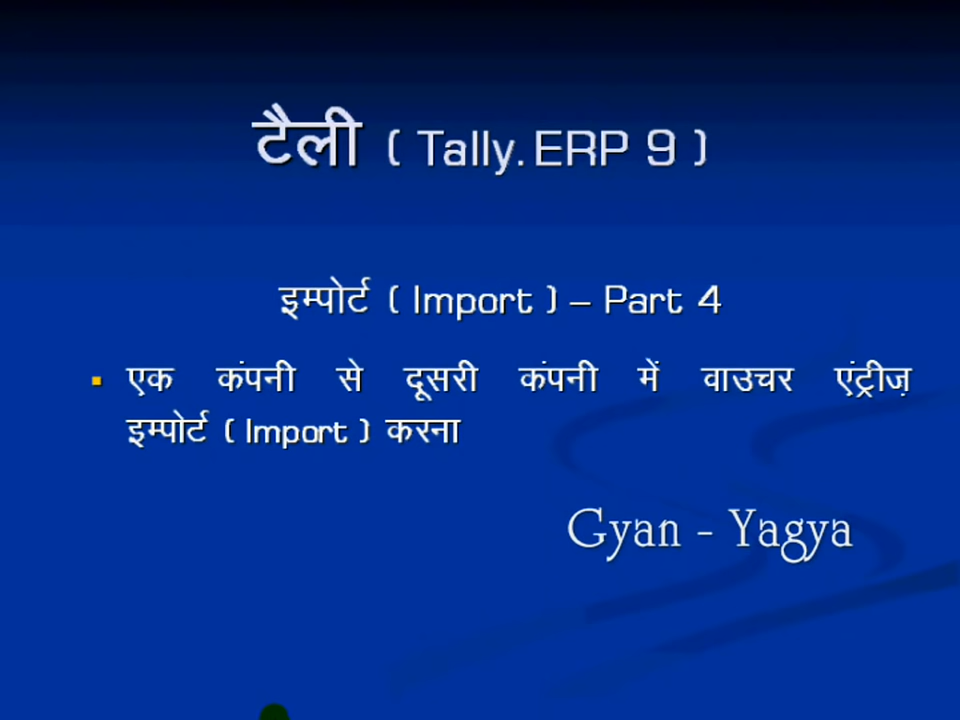 टैली ( Tally.ERP 9 )
इम्पोर्ट ( Import ) – Part 4
▪ एक कंपनी से दूसरी कंपनी में वाउचर एंट्रीज़
इम्पोर्ट ( Import ) करना
Gyan - Yagya